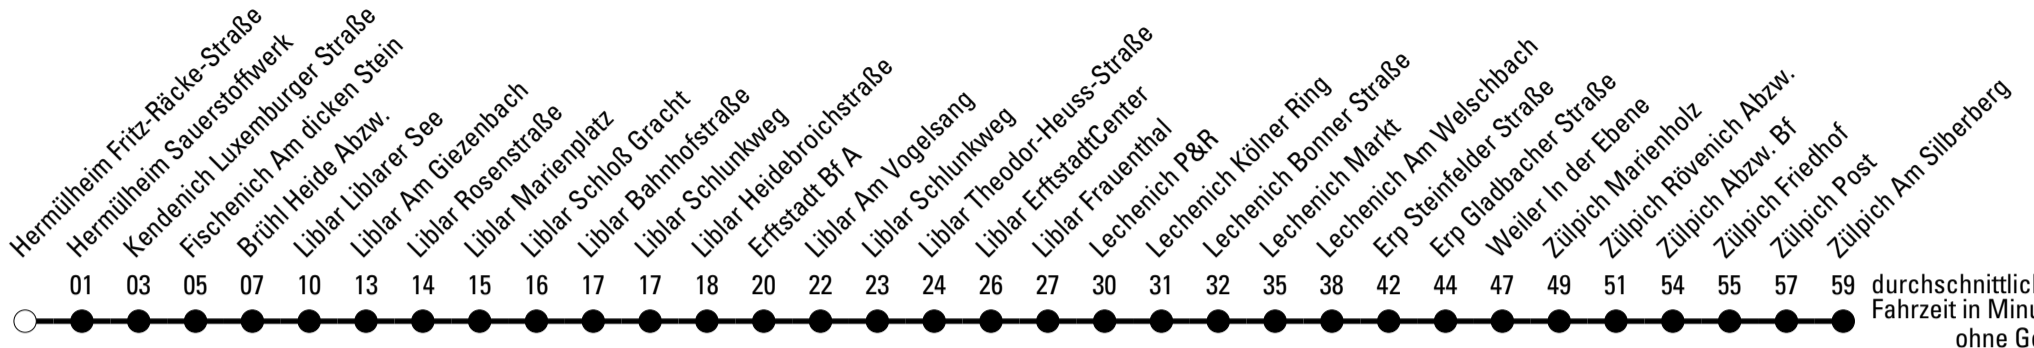 Hermülheim Fritz-Räcke-Straße
Hermülheim Sauerstoffwerk
Kendenich Luxemburger Straße
Fischenich Am dicken Stein
Brühl Heide Abzw.
Liblar Liblarer See
Liblar Am Giezenbach
Liblar Rosenstraße
Liblar Marienplatz
Liblar Schloß Gracht
Liblar Bahnhofstraße
Liblar Schlunkweg
Liblar Heidebroichstraße
Erftstadt Bf A
Liblar Am Vogelsang
Liblar Schlunkweg
Liblar Theodor-Heuss-Straße
Liblar ErftstadtCenter
Liblar Frauenthal
Lechenich P&R
Lechenich Kölner Ring
Lechenich Bonner Straße
Lechenich Markt
Lechenich Am Welschbach
Erp Steinfelder Straße
Erp Gladbacher Straße
Weiler In der Ebene
Zülpich Marienholz
Zülpich Rövenich Abzw.
Zülpich Abzw. Bf
Zülpich Friedhof
Zülpich Post
Zülpich Am Silberberg
01 03 05 07 10 13 14 15 16 17 17 18 20 22 23 24 26 27 30 31 32 35 38 42 44 47 49 51 54 55 57 59
durchschnittlich
Fahrzeit in Minu
ohne Ge